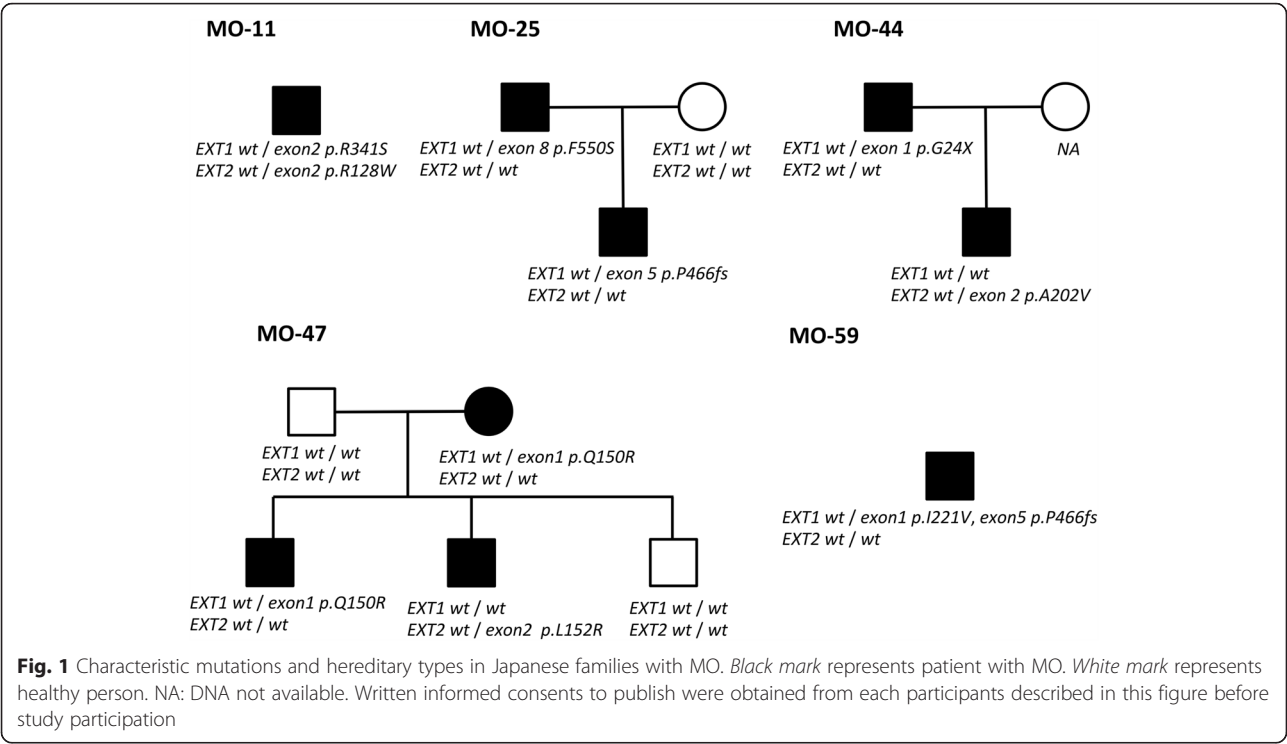 MO-11
MO-25
MO-44
EXT1 wt / exon2 p.R341S
EXT2 wt / exon2 p.R128W
EXT1 wt / exon 8 p.F550S
EXT2 wt / wt
EXT1 wt / wt
EXT2 wt / wt
EXT1 wt / exon 1 p.G24X
EXT2 wt / wt
NA
EXT1 wt / exon 5 p.P466fs
EXT2 wt / wt
EXT1 wt / wt
EXT2 wt / exon 2 p.A202V
MO-47
MO-59
EXT1 wt / wt
EXT2 wt / wt
EXT1 wt / exon1 p.Q150R
EXT2 wt / wt
EXT1 wt / exon1 p.I221V, exon5 p.P466fs
EXT2 wt / wt
EXT1 wt / exon1 p.Q150R
EXT2 wt / wt
EXT1 wt / wt
EXT2 wt / exon2 p.L152R
EXT1 wt / wt
EXT2 wt / wt
Fig. 1 Characteristic mutations and hereditary types in Japanese families with MO. Black mark represents patient with MO. White mark represents
healthy person. NA: DNA not available. Written informed consents to publish were obtained from each participants described in this figure before
study participation